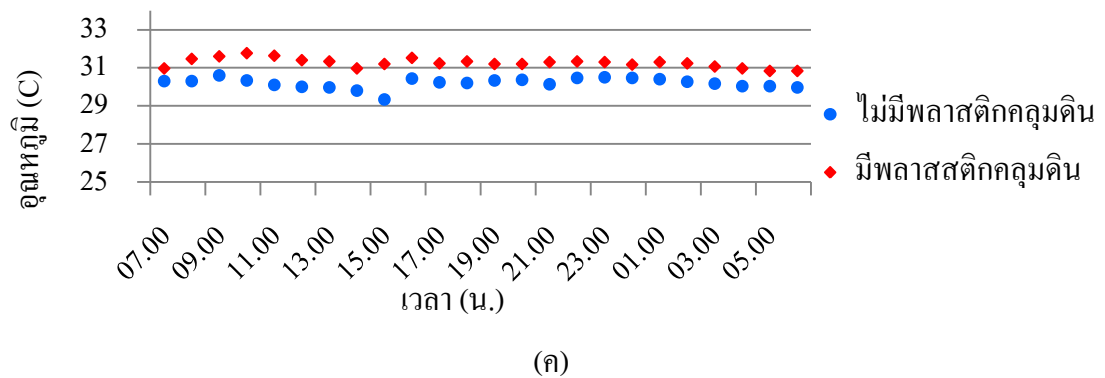 33
31
29
27
25
อุณหภูมิ (C)
07.00 09.00 11.00 13.00 15.00 17.00 19.00 21.00 23.00 01.00 03.00 05.00
เวลา (น.)
ไม่มีพลาสติกคลุมดิน
มีพลาสสติกคลุมดิน
(ค)